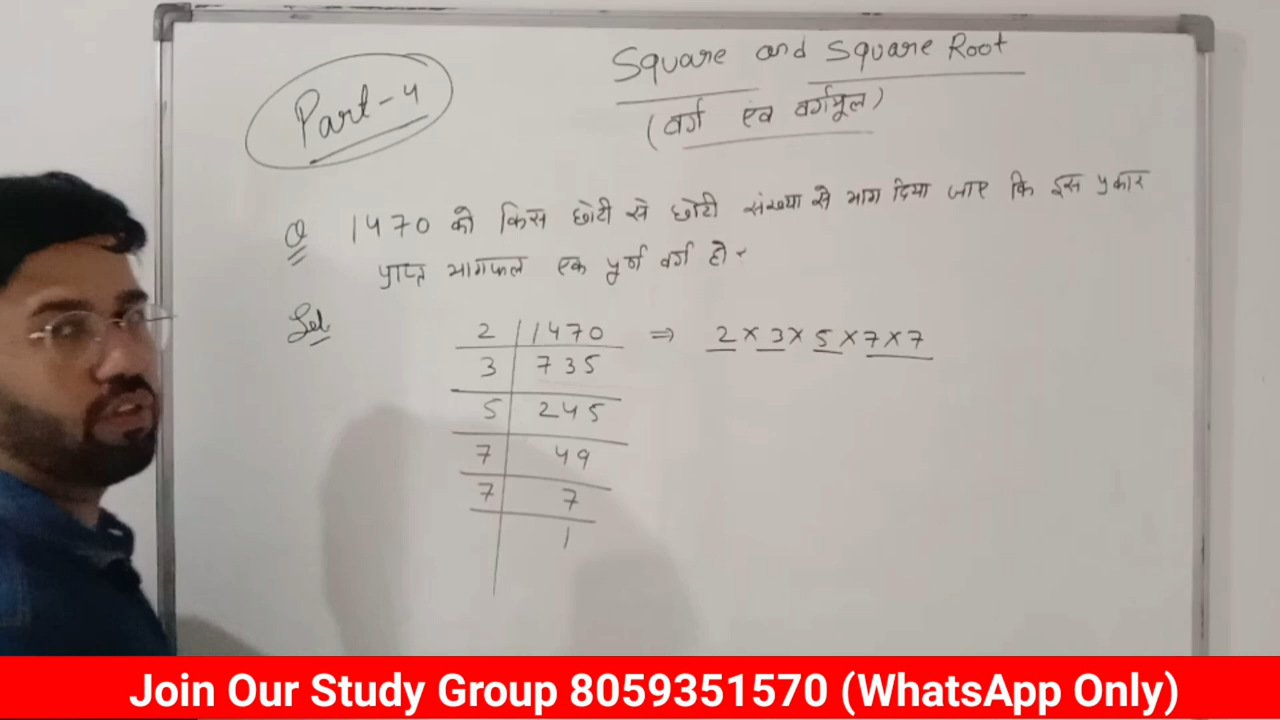 Part-4
Square and Square Root
(वर्ग एवं वर्गमूल)
Q 1470 को किस छोटी से छोटी संख्या से भाग दिया जाए कि इस प्रकार
प्राप्त भागफल एक पूर्ण वर्ग हो -
Sol
2 | 1470 ⇒ 2×3×5×7×7
3 | 735
5 | 245
7 | 49
7 | 7
1
Join Our Study Group 8059351570 (WhatsApp Only)